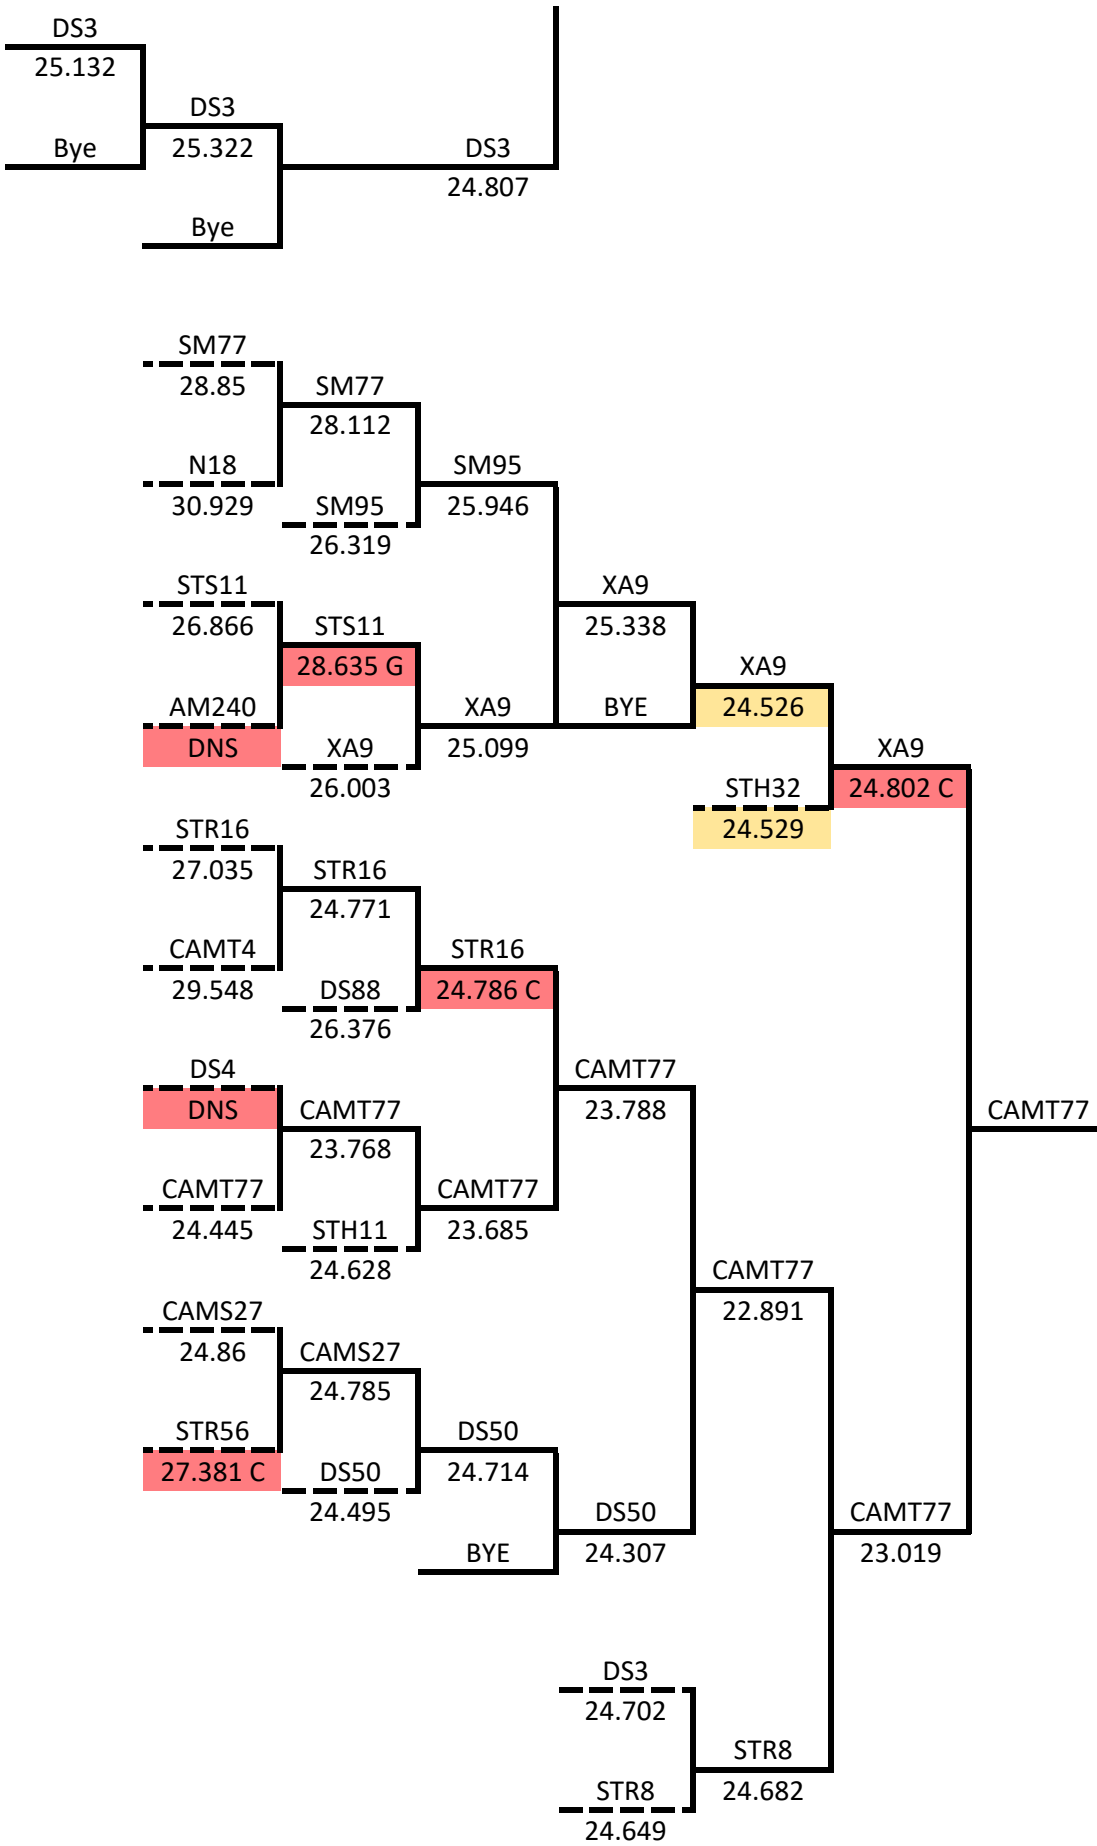 DS3
25.132
DS3
Bye
25.322
DS3
24.807
Bye
SM77
28.85
SM77
28.112
N18
SM95
30.929
SM95
25.946
26.319
STS11
XA9
26.866
STS11
25.338
28.635 G
XA9
AM240
XA9
BYE
24.526
DNS
XA9
25.099
XA9
26.003
STH32
24.802 C
STR16
24.529
27.035
STR16
24.771
CAMT4
STR16
29.548
DS88
24.786 C
26.376
DS4
CAMT77
DNS
CAMT77
23.788
CAMT77
23.768
CAMT77
CAMT77
24.445
STH11
23.685
24.628
CAMT77
CAMS27
22.891
24.86
CAMS27
24.785
STR56
DS50
27.381 C
DS50
24.714
24.495
DS50
CAMT77
BYE
24.307
23.019
DS3
24.702
STR8
STR8
24.682
24.649